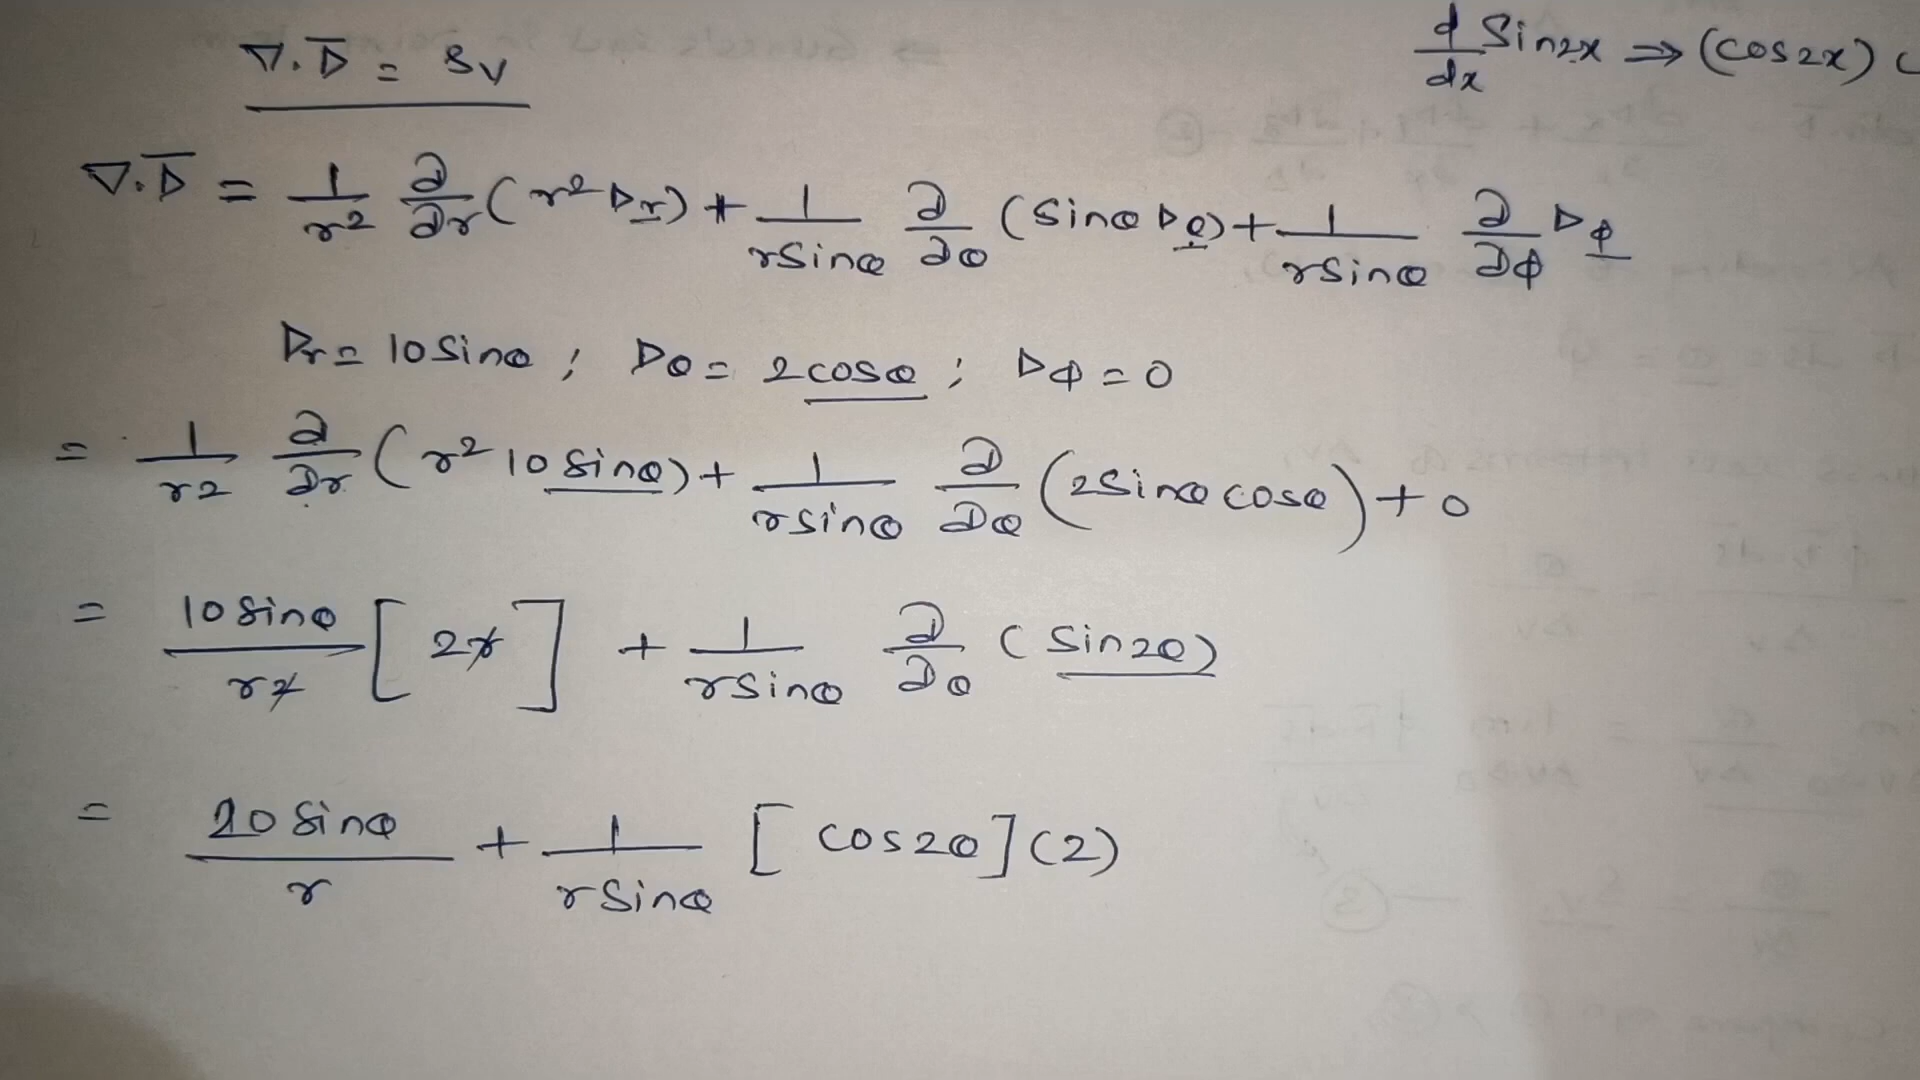 ∇.D̅ = ρv
d/dx Sin2x ⇒ (cos2x) (
∇.D̅ = 1/r2 ∂/∂r (r2 Dr) + 1/rSinθ ∂/∂θ (Sinθ Dθ) + 1/rSinθ ∂/∂ϕ Dϕ
Dr = 10Sinθ ; Dθ = 2cosθ ; Dϕ = 0
= 1/r2 ∂/∂r (r2 10 Sinθ) + 1/rsinθ ∂/∂θ (2Sinθ cosθ) + 0
= 10 Sinθ/r2 [2r] + 1/rSinθ ∂/∂θ (Sin2θ)
= 20 Sinθ/r + 1/rSinθ [cos2θ] (2)